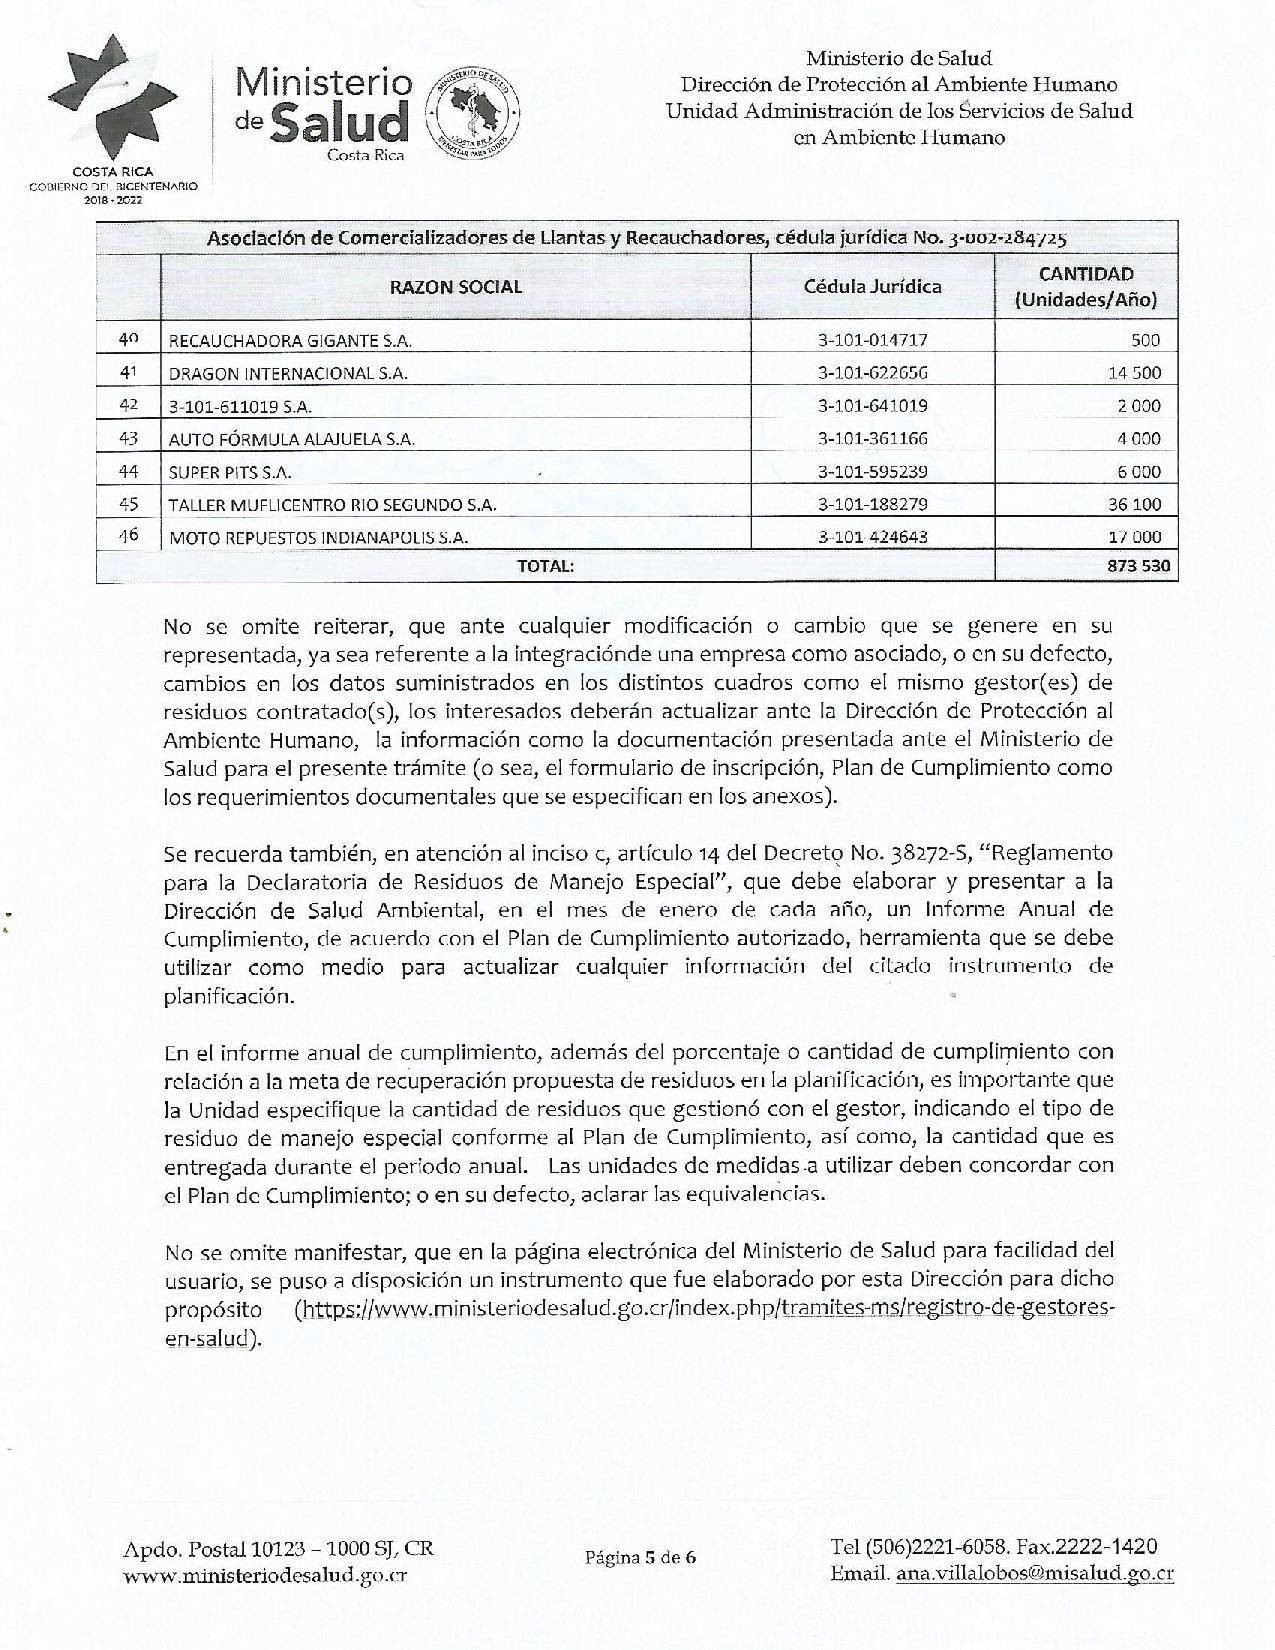 COSTA RICA
GOBIERNO DEL BICENTENARIO
2018 - 2022
Ministerio
de Salud
Costa Rica
MINISTERIO DE SALUD
COSTA RICA
BIENESTAR PARA TODOS
Ministerio de Salud
Dirección de Protección al Ambiente Humano
Unidad Administración de los Servicios de Salud
en Ambiente Humano
Asociación de Comercializadores de Llantas y Recauchadores, cédula jurídica No. 3-002-284725
RAZON SOCIAL Cédula Jurídica CANTIDAD (Unidades/Año)
40 RECAUCHADORA GIGANTE S.A. 3-101-014717 500
41 DRAGON INTERNACIONAL S.A. 3-101-622656 14 500
42 3-101-611019 S.A. 3-101-641019 2 000
43 AUTO FÓRMULA ALAJUELA S.A. 3-101-361166 4 000
44 SUPER PITS S.A. 3-101-595239 6 000
45 TALLER MUFLICENTRO RIO SEGUNDO S.A. 3-101-188279 36 100
46 MOTO REPUESTOS INDIANAPOLIS S.A. 3-101-424643 17 000
TOTAL: 873 530
No se omite reiterar, que ante cualquier modificación o cambio que se genere en su
representada, ya sea referente a la integraciónde una empresa como asociado, o en su defecto,
cambios en los datos suministrados en los distintos cuadros como el mismo gestor(es) de
residuos contratado(s), los interesados deberán actualizar ante la Dirección de Protección al
Ambiente Humano, la información como la documentación presentada ante el Ministerio de
Salud para el presente trámite (o sea, el formulario de inscripción, Plan de Cumplimiento como
los requerimientos documentales que se especifican en los anexos).
Se recuerda también, en atención al inciso c, artículo 14 del Decreto No. 38272-S, “Reglamento
para la Declaratoria de Residuos de Manejo Especial”, que debe elaborar y presentar a la
Dirección de Salud Ambiental, en el mes de enero de cada año, un Informe Anual de
Cumplimiento, de acuerdo con el Plan de Cumplimiento autorizado, herramienta que se debe
utilizar como medio para actualizar cualquier información del citado instrumento de
planificación.
En el informe anual de cumplimiento, además del porcentaje o cantidad de cumplimiento con
relación a la meta de recuperación propuesta de residuos en la planificación, es importante que
la Unidad especifique la cantidad de residuos que gestionó con el gestor, indicando el tipo de
residuo de manejo especial conforme al Plan de Cumplimiento, así como, la cantidad que es
entregada durante el periodo anual. Las unidades de medidas a utilizar deben concordar con
el Plan de Cumplimiento; o en su defecto, aclarar las equivalencias.
No se omite manifestar, que en la página electrónica del Ministerio de Salud para facilidad del
usuario, se puso a disposición un instrumento que fue elaborado por esta Dirección para dicho
propósito (https://www.ministeriodesalud.go.cr/index.php/tramites-ms/registro-de-gestores-
en-salud).
Apdo. Postal 10123 – 1000 SJ, CR
www.ministeriodesalud.go.cr
Página 5 de 6
Tel (506)2221-6058. Fax.2222-1420
Email. ana.villalobos@misalud.go.cr